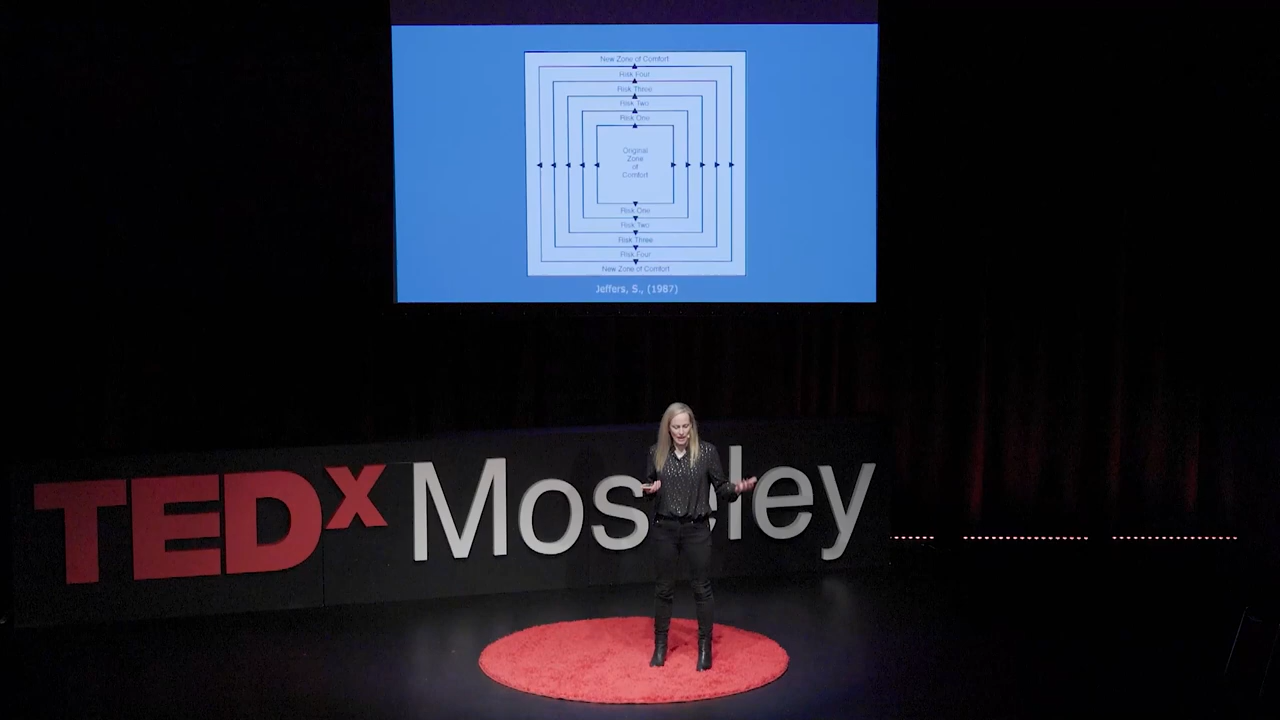 New Zone of Comfort
Risk Four
Risk Three
Risk Two
Risk One
Original
Zone
of
Comfort
Risk One
Risk Two
Risk Three
Risk Four
New Zone of Comfort
Jeffers, S., (1987)
TEDx Moseley